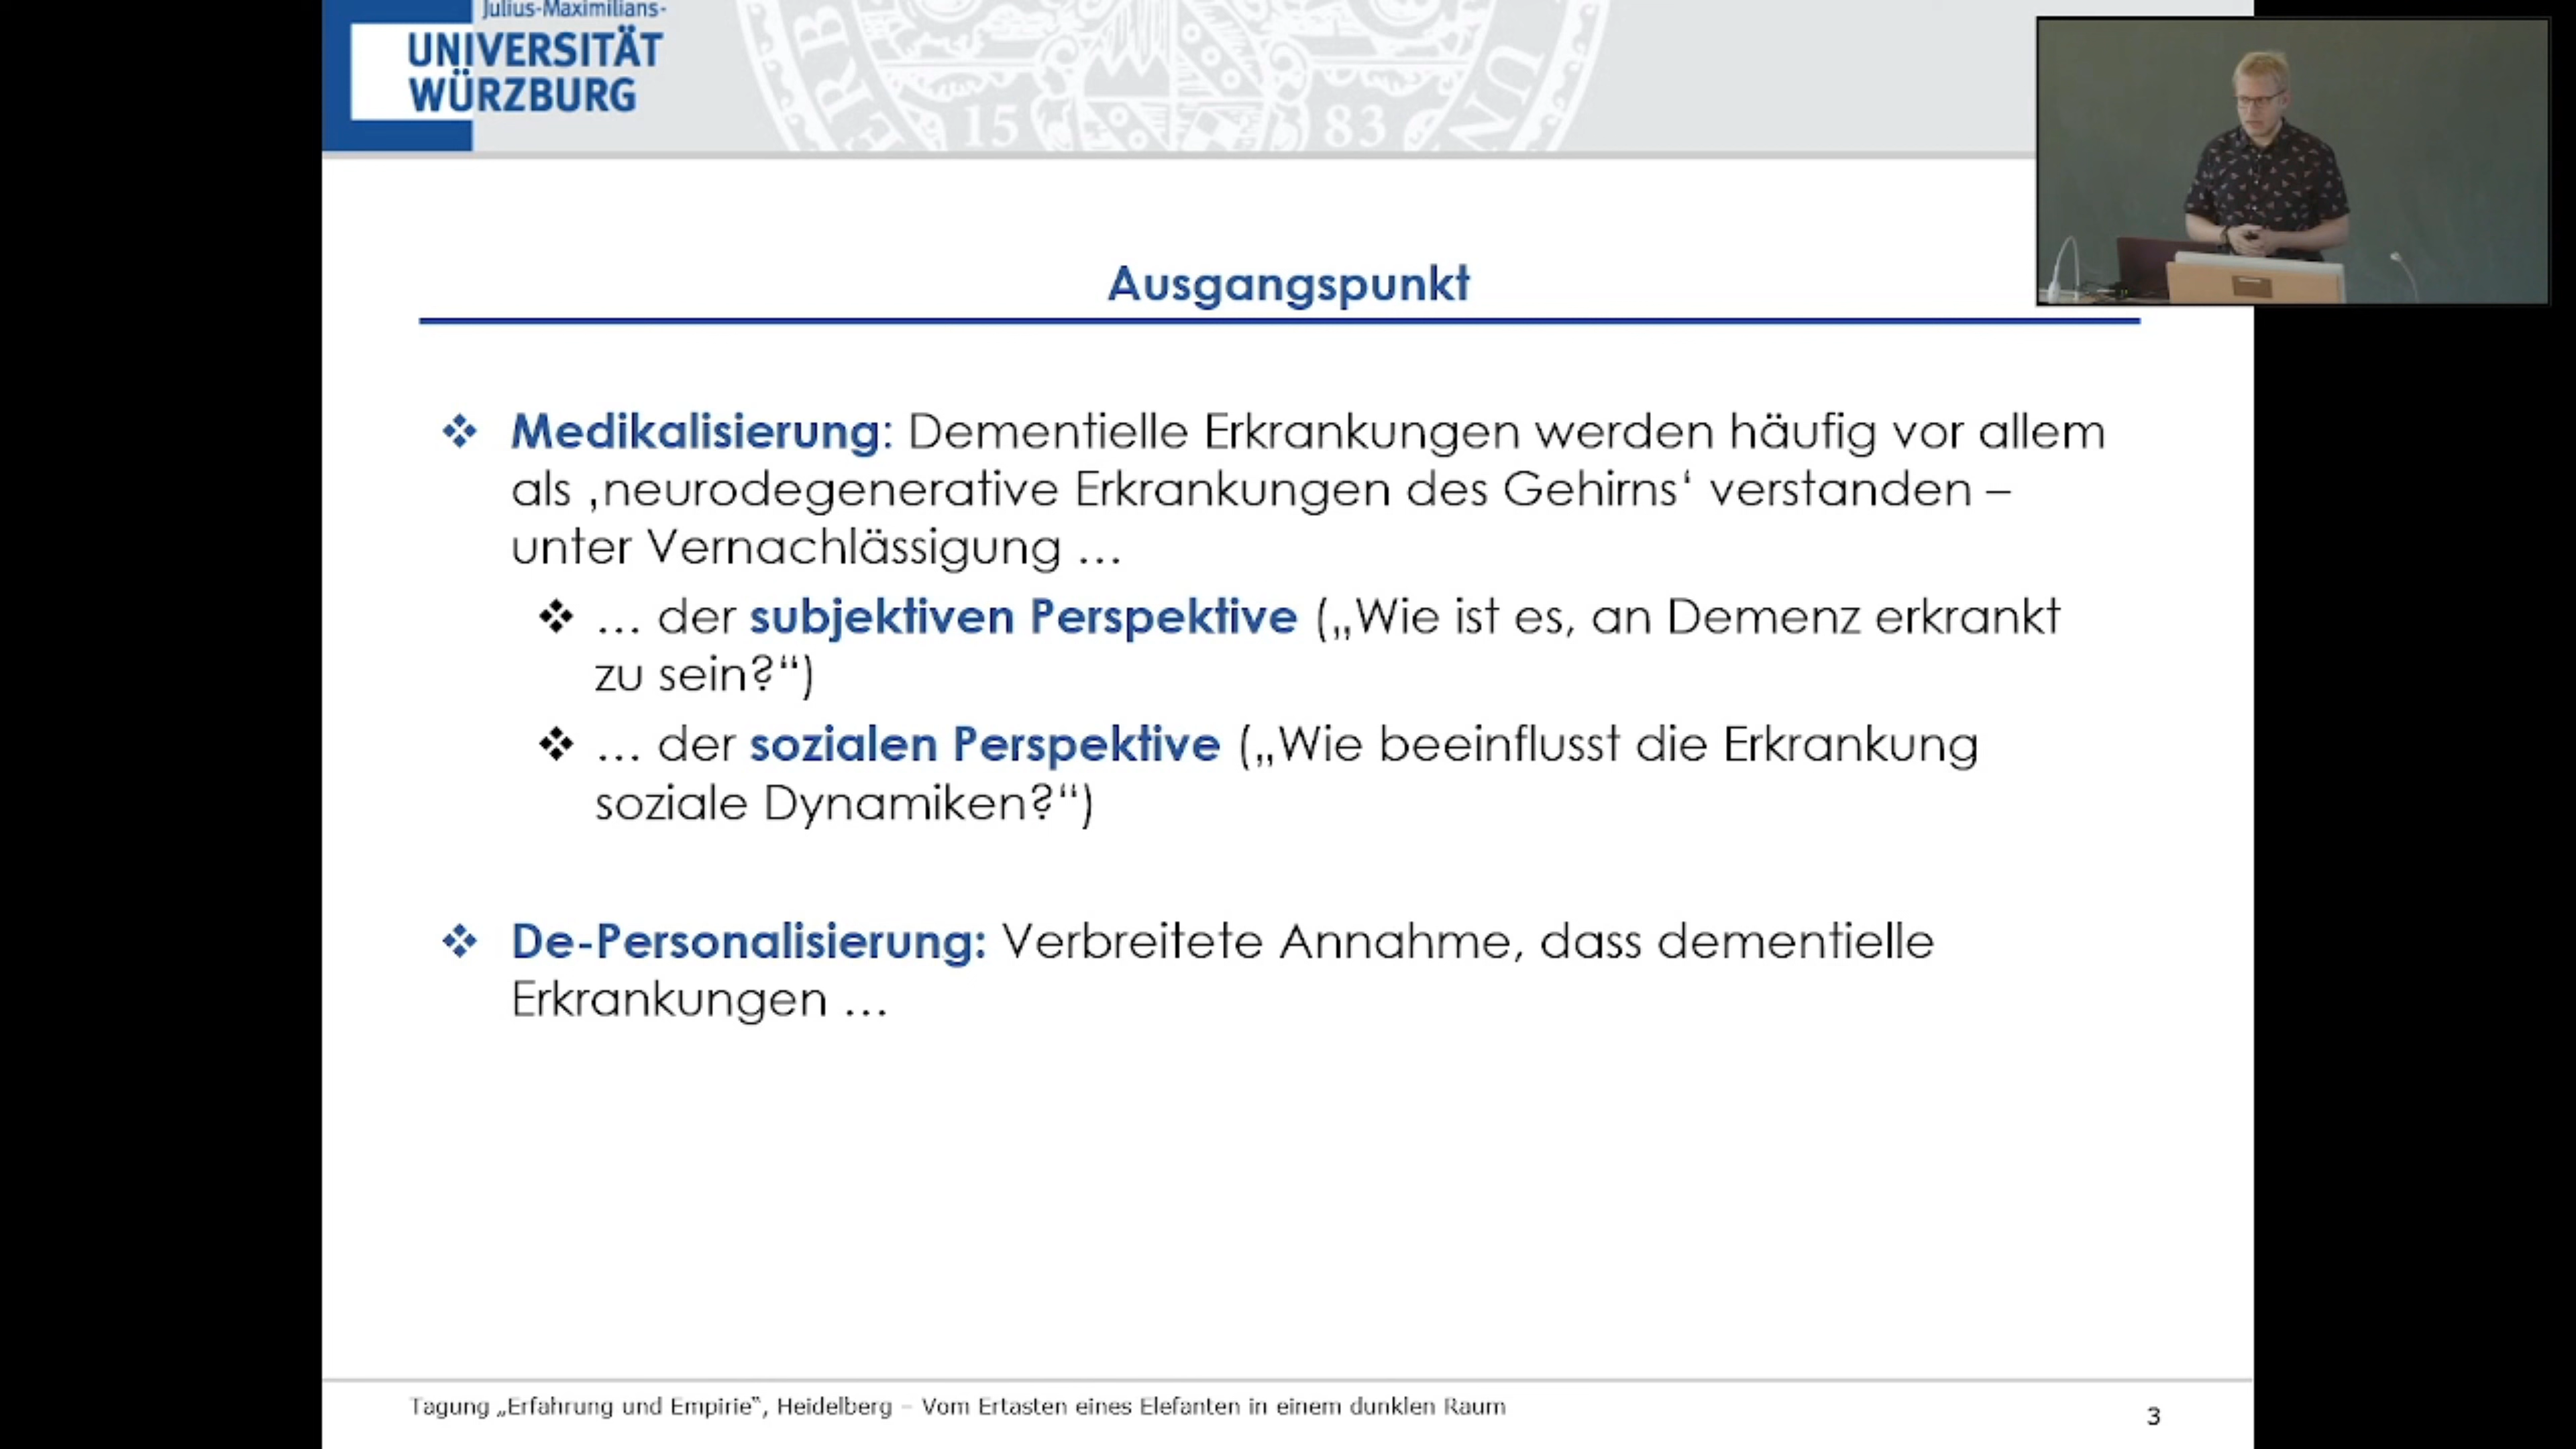 Julius-Maximilians-
UNIVERSITÄT
WÜRZBURG
15 83
Ausgangspunkt
❖ Medikalisierung: Dementielle Erkrankungen werden häufig vor allem
als ‚neurodegenerative Erkrankungen des Gehirns‘ verstanden –
unter Vernachlässigung …
❖ … der subjektiven Perspektive („Wie ist es, an Demenz erkrankt
zu sein?“)
❖ … der sozialen Perspektive („Wie beeinflusst die Erkrankung
soziale Dynamiken?“)
❖ De-Personalisierung: Verbreitete Annahme, dass dementielle
Erkrankungen …
Tagung „Erfahrung und Empirie“, Heidelberg – Vom Ertasten eines Elefanten in einem dunklen Raum
3